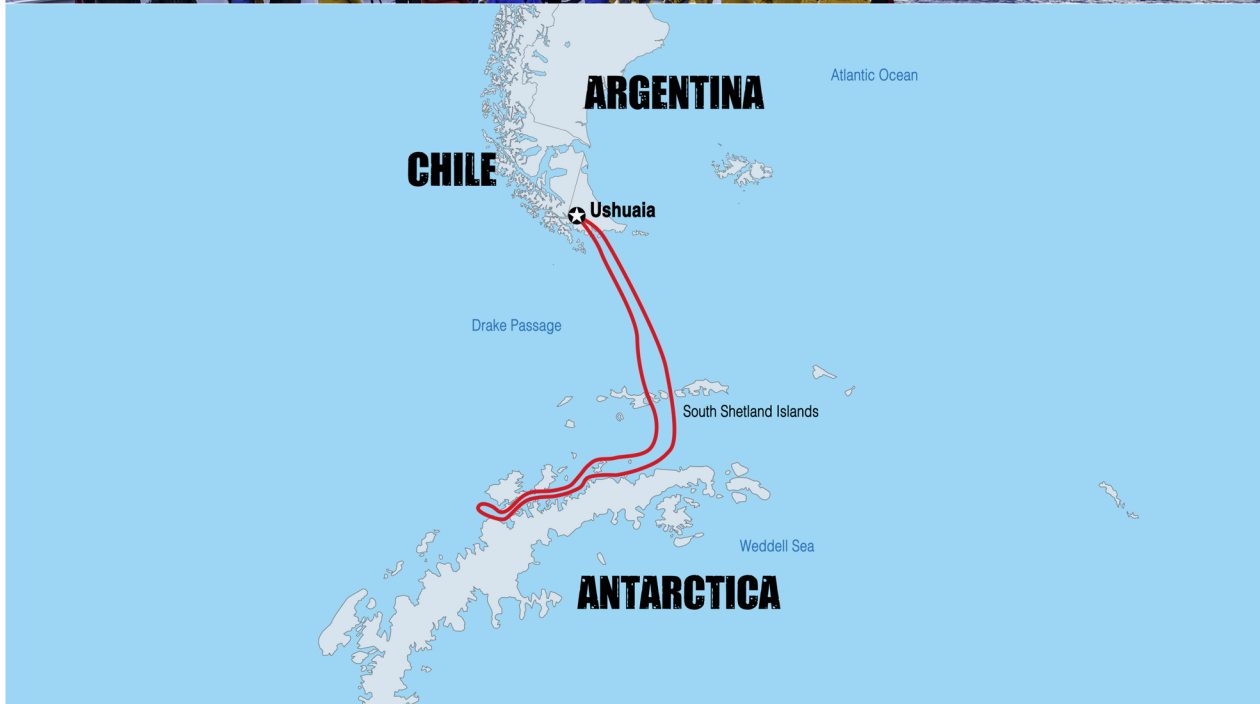 Atlantic Ocean
ARGENTINA
CHILE
Ushuaia
Drake Passage
South Shetland Islands
Weddell Sea
ANTARCTICA